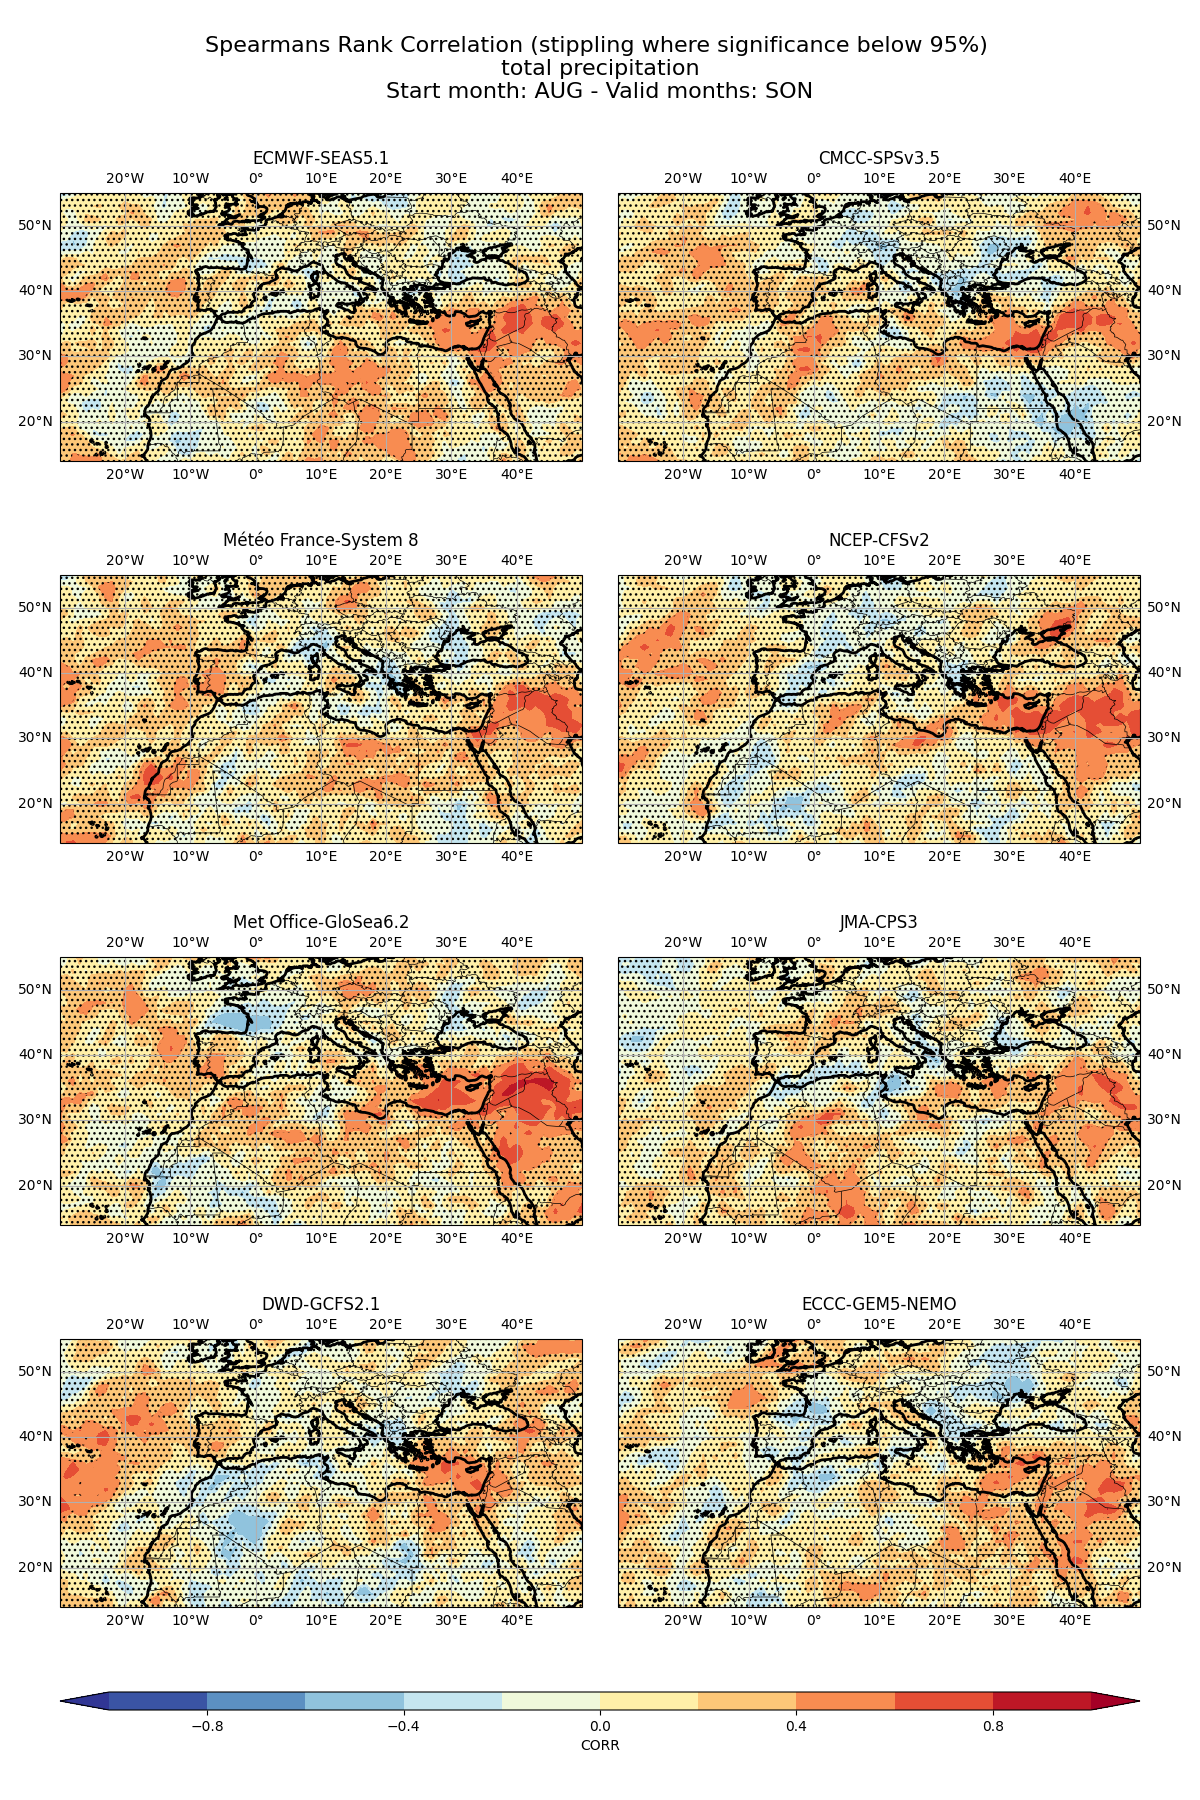 Spearmans Rank Correlation (stippling where significance below 95%)
total precipitation
Start month: AUG - Valid months: SON
ECMWF-SEAS5.1
20°W 10°W 0° 10°E 20°E 30°E 40°E
50°N
40°N
30°N
20°N
20°W 10°W 0° 10°E 20°E 30°E 40°E
CMCC-SPSv3.5
20°W 10°W 0° 10°E 20°E 30°E 40°E
50°N
40°N
30°N
20°N
20°W 10°W 0° 10°E 20°E 30°E 40°E
Météo France-System 8
20°W 10°W 0° 10°E 20°E 30°E 40°E
50°N
40°N
30°N
20°N
20°W 10°W 0° 10°E 20°E 30°E 40°E
NCEP-CFSv2
20°W 10°W 0° 10°E 20°E 30°E 40°E
50°N
40°N
30°N
20°N
20°W 10°W 0° 10°E 20°E 30°E 40°E
Met Office-GloSea6.2
20°W 10°W 0° 10°E 20°E 30°E 40°E
50°N
40°N
30°N
20°N
20°W 10°W 0° 10°E 20°E 30°E 40°E
JMA-CPS3
20°W 10°W 0° 10°E 20°E 30°E 40°E
50°N
40°N
30°N
20°N
20°W 10°W 0° 10°E 20°E 30°E 40°E
DWD-GCFS2.1
20°W 10°W 0° 10°E 20°E 30°E 40°E
50°N
40°N
30°N
20°N
20°W 10°W 0° 10°E 20°E 30°E 40°E
ECCC-GEM5-NEMO
20°W 10°W 0° 10°E 20°E 30°E 40°E
50°N
40°N
30°N
20°N
20°W 10°W 0° 10°E 20°E 30°E 40°E
−0.8 −0.4 0.0 0.4 0.8
CORR